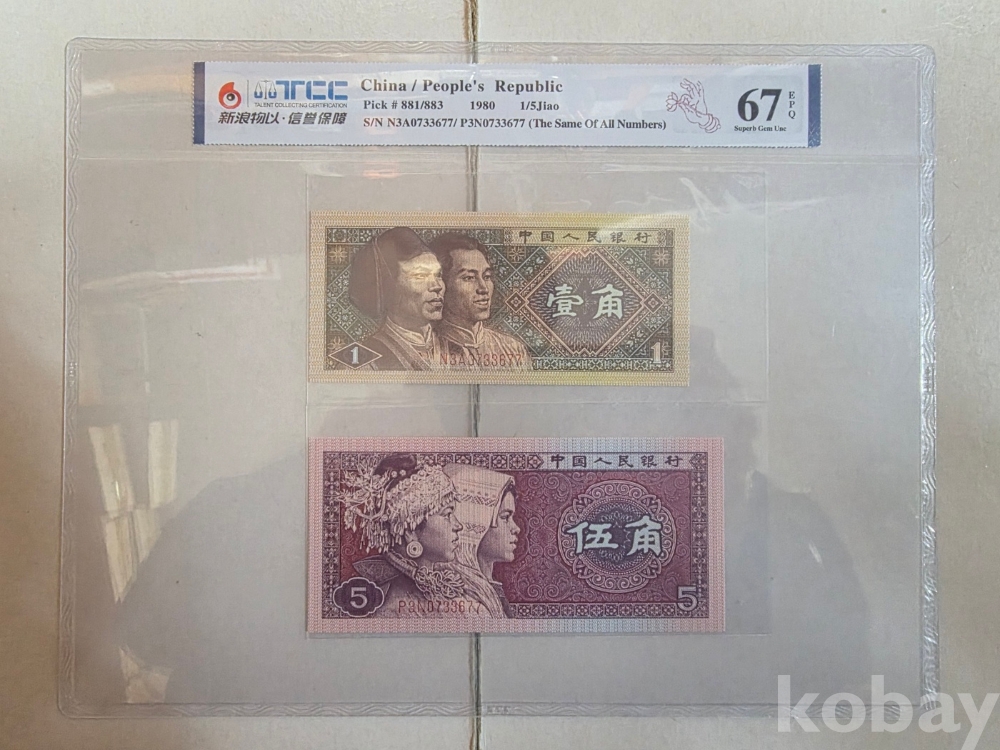 TCC
TALENT COLLECTING CERTIFICATION
新浪物以·信誉保障
China / People's Republic
Pick # 881/883 1980 1/5Jiao
S/N N3A0733677/ P3N0733677 (The Same Of All Numbers)
67 EPQ
Superb Gem Unc
中国人民银行
壹角
1
N3A0733677
1
中国人民银行
伍角
5
P3N0733677
5
kobay